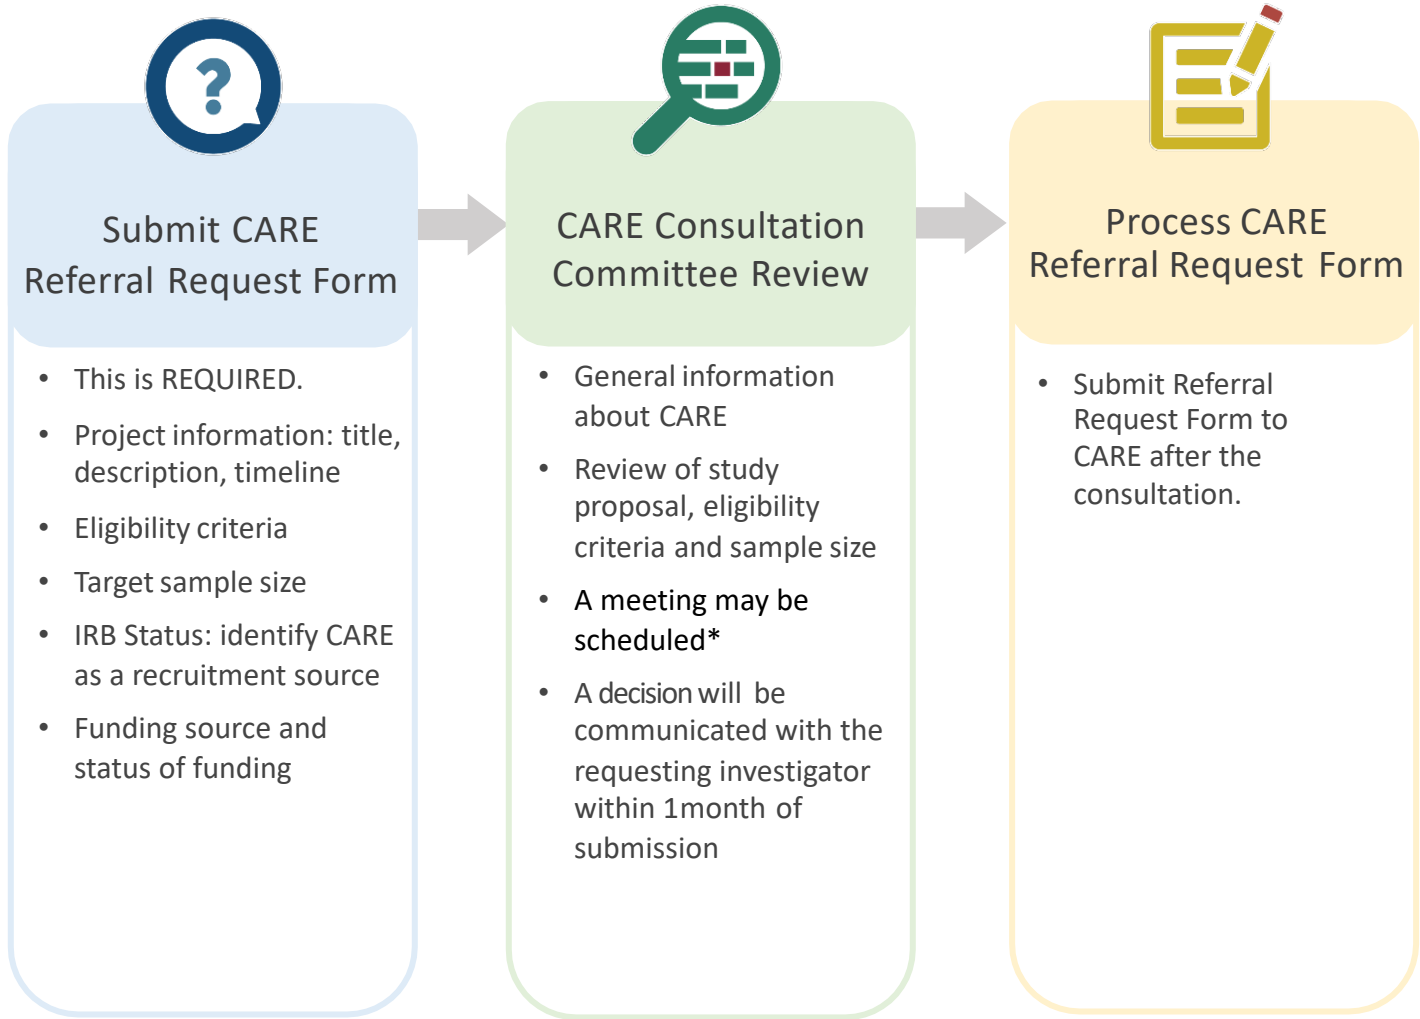 Submit CARE
Referral Request Form
• This is REQUIRED.
• Project information: title,
description, timeline
• Eligibility criteria
• Target sample size
• IRB Status: identify CARE
as a recruitment source
• Funding source and
status of funding
CARE Consultation
Committee Review
• General information
about CARE
• Review of study
proposal, eligibility
criteria and sample size
• A meeting may be
scheduled*
• A decision will be
communicated with the
requesting investigator
within 1month of
submission
Process CARE
Referral Request Form
• Submit Referral
Request Form to
CARE after the
consultation.